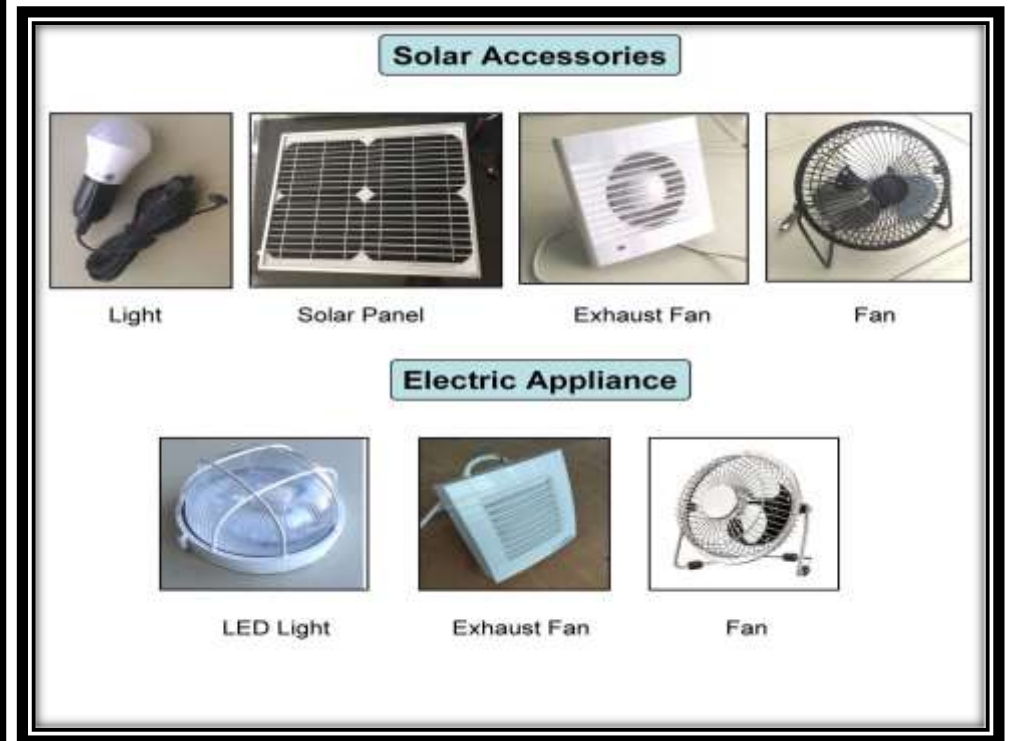 Solar Accessories
Light Solar Panel Exhaust Fan Fan
Electric Appliance
LED Light Exhaust Fan Fan